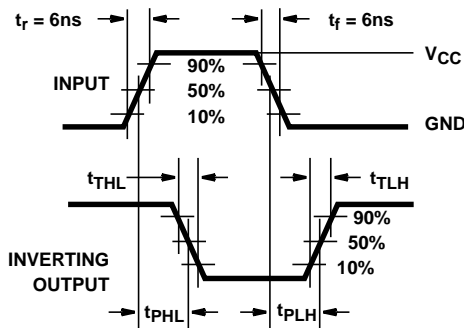 tr = 6ns
tf = 6ns
VCC
90%
INPUT
50%
10%
GND
tTHL
tTLH
90%
50%
INVERTING
OUTPUT
10%
tPHL
tPLH